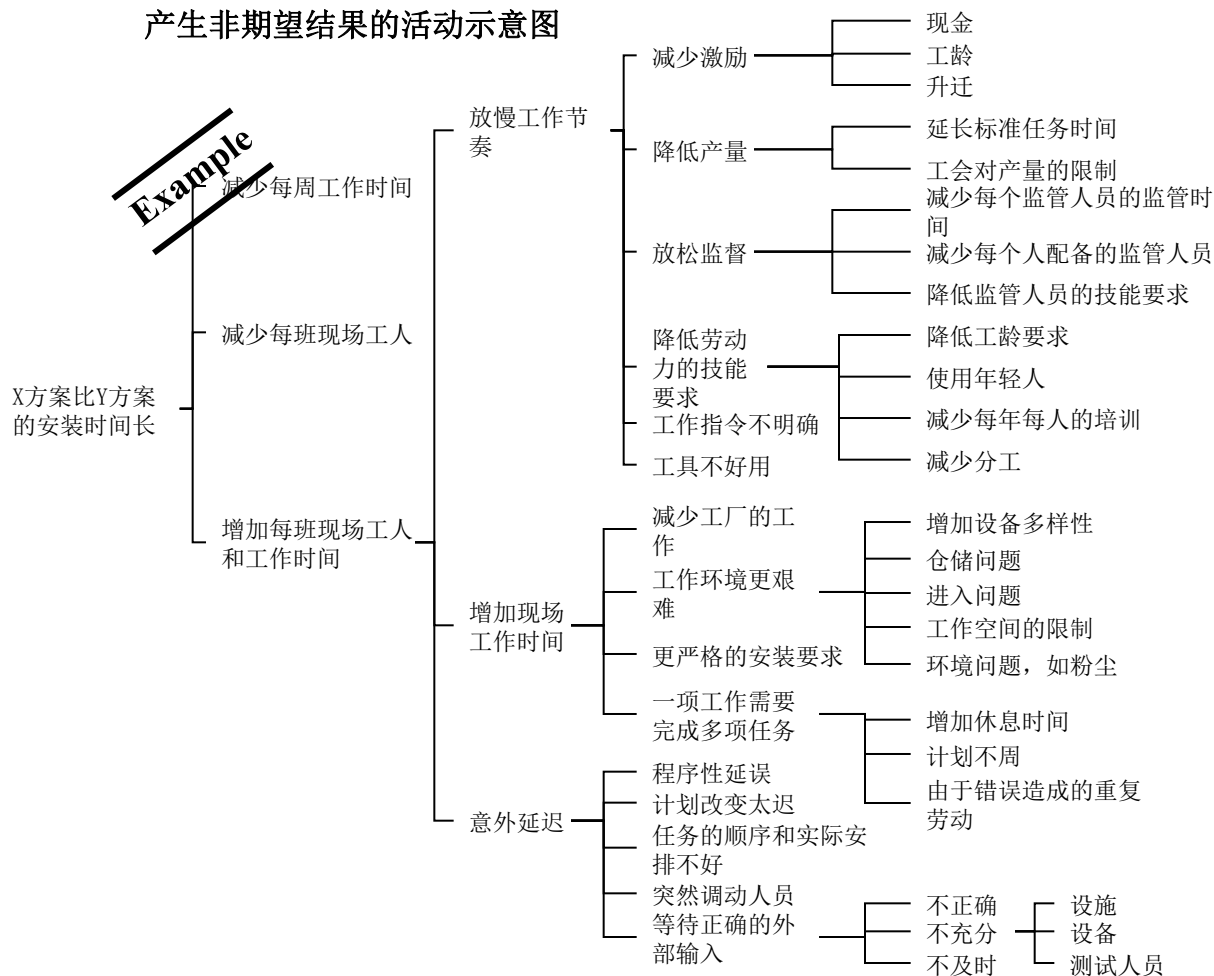 产生非期望结果的活动示意图
Example
X方案比Y方案
的安装时间长
减少每周工作时间
减少每班现场工人
增加每班现场工人
和工作时间
放慢工作节
奏
减少激励
现金
工龄
升迁
降低产量
延长标准任务时间
工会对产量的限制
放松监督
减少每个监管人员的监管时
间
减少每个人配备的监管人员
降低监管人员的技能要求
降低劳动
力的技能
要求
降低工龄要求
使用年轻人
减少每年每人的培训
减少分工
工作指令不明确
工具不好用
增加现场
工作时间
减少工厂的工
作
工作环境更艰
难
增加设备多样性
仓储问题
进入问题
工作空间的限制
环境问题，如粉尘
更严格的安装要求
一项工作需要
完成多项任务
增加休息时间
计划不周
由于错误造成的重复
劳动
意外延迟
程序性延误
计划改变太迟
任务的顺序和实际安
排不好
突然调动人员
等待正确的外
部输入
不正确
不充分
不及时
设施
设备
测试人员